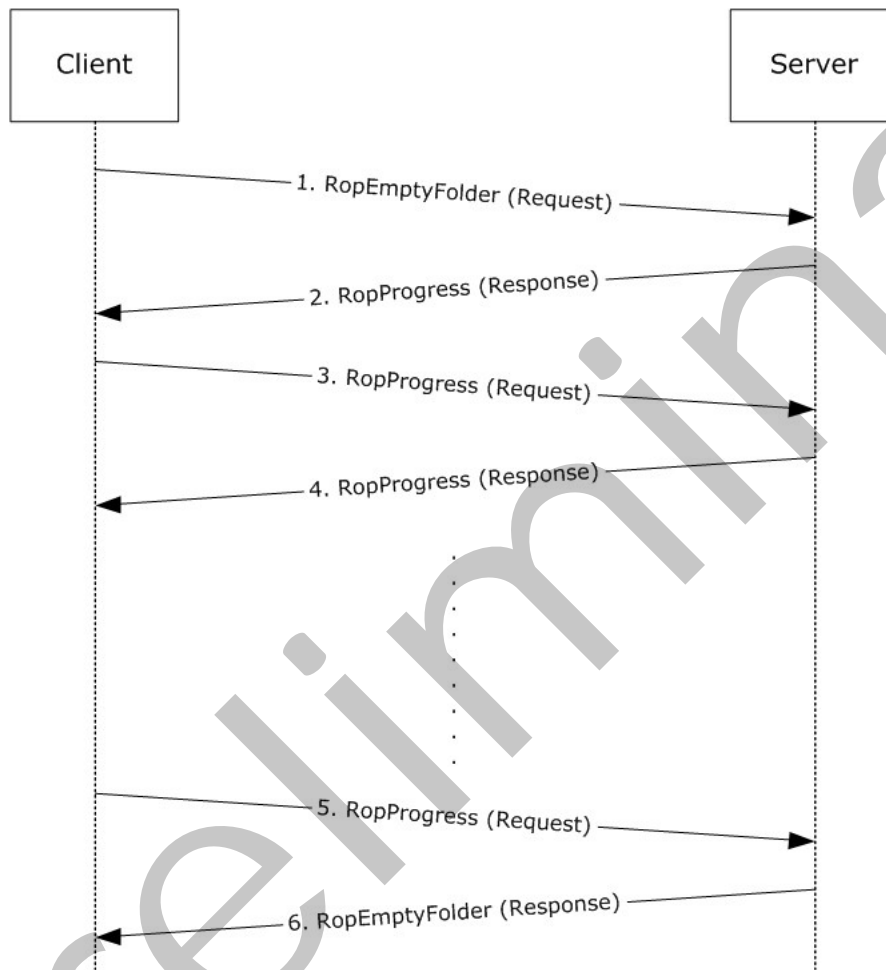 Client
Server
1. RopEmptyFolder (Request)
2. RopProgress (Response)
3. RopProgress (Request)
4. RopProgress (Response)
5. RopProgress (Request)
6. RopEmptyFolder (Response)